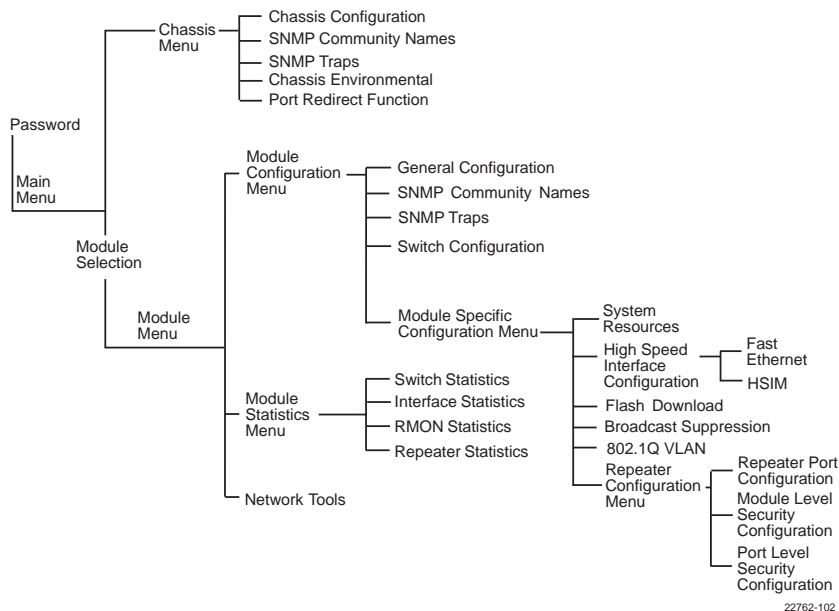 Password
Main
Menu
Chassis
Menu
Chassis Configuration
SNMP Community Names
SNMP Traps
Chassis Environmental
Port Redirect Function
Module
Selection
Module
Menu
Module
Configuration
Menu
General Configuration
SNMP Community Names
SNMP Traps
Switch Configuration
Module Specific
Configuration Menu
System
Resources
High Speed
Interface
Configuration
Fast
Ethernet
HSIM
Flash Download
Broadcast Suppression
802.1Q VLAN
Repeater
Configuration
Menu
Repeater Port
Configuration
Module Level
Security
Configuration
Port Level
Security
Configuration
Module
Statistics
Menu
Switch Statistics
Interface Statistics
RMON Statistics
Repeater Statistics
Network Tools
22762-102